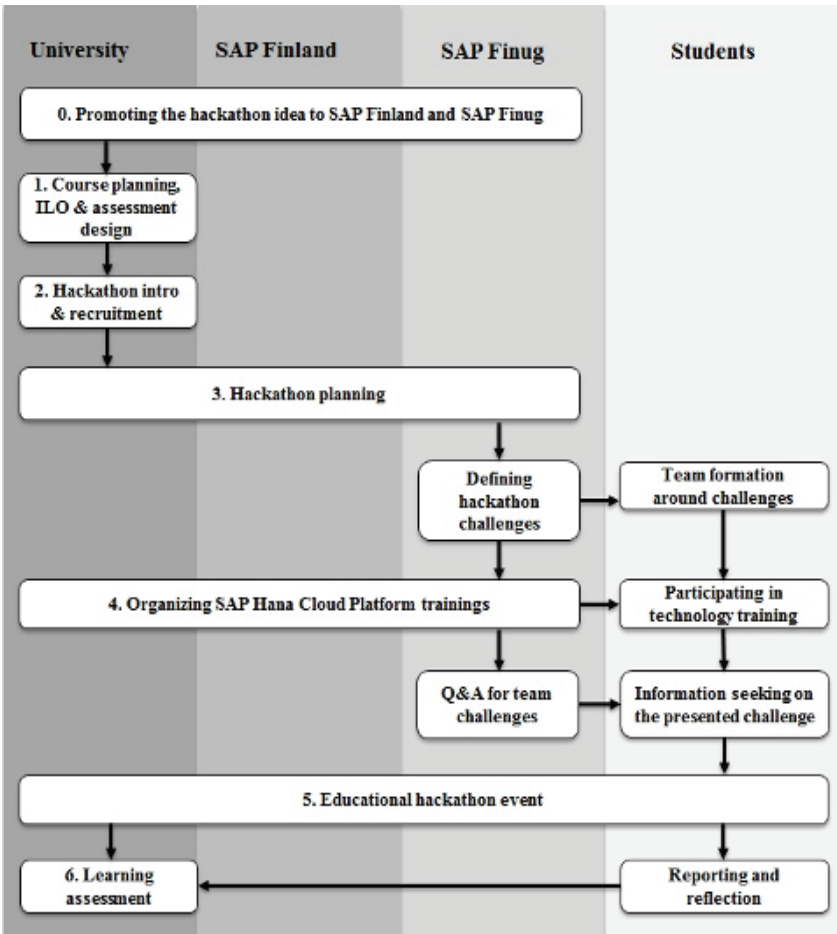 University
SAP Finland
SAP Finug
Students
0. Promoting the hackathon idea to SAP Finland and SAP Finug
1. Course planning,
ILO & assessment
design
2. Hackathon intro
& recruitment
3. Hackathon planning
Defining
hackathon
challenges
Team formation
around challenges
4. Organizing SAP Hana Cloud Platform trainings
Participating in
technology training
Q&A for team
challenges
Information seeking on
the presented challenge
5. Educational hackathon event
6. Learning
assessment
Reporting and
reflection